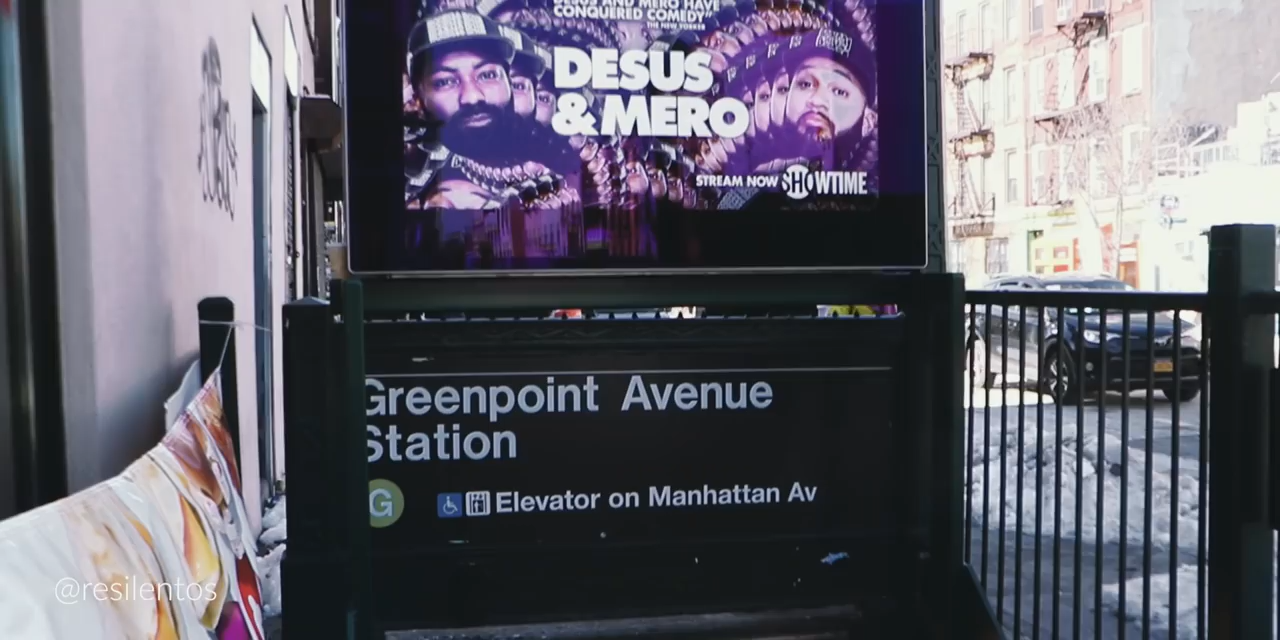 DESUS AND MERO HAVE
CONQUERED COMEDY"
THE NEW YORKER
DESUS
& MERO
STREAM NOW SHOWTIME
Greenpoint Avenue
Station
G
Elevator on Manhattan Av
@resilentos